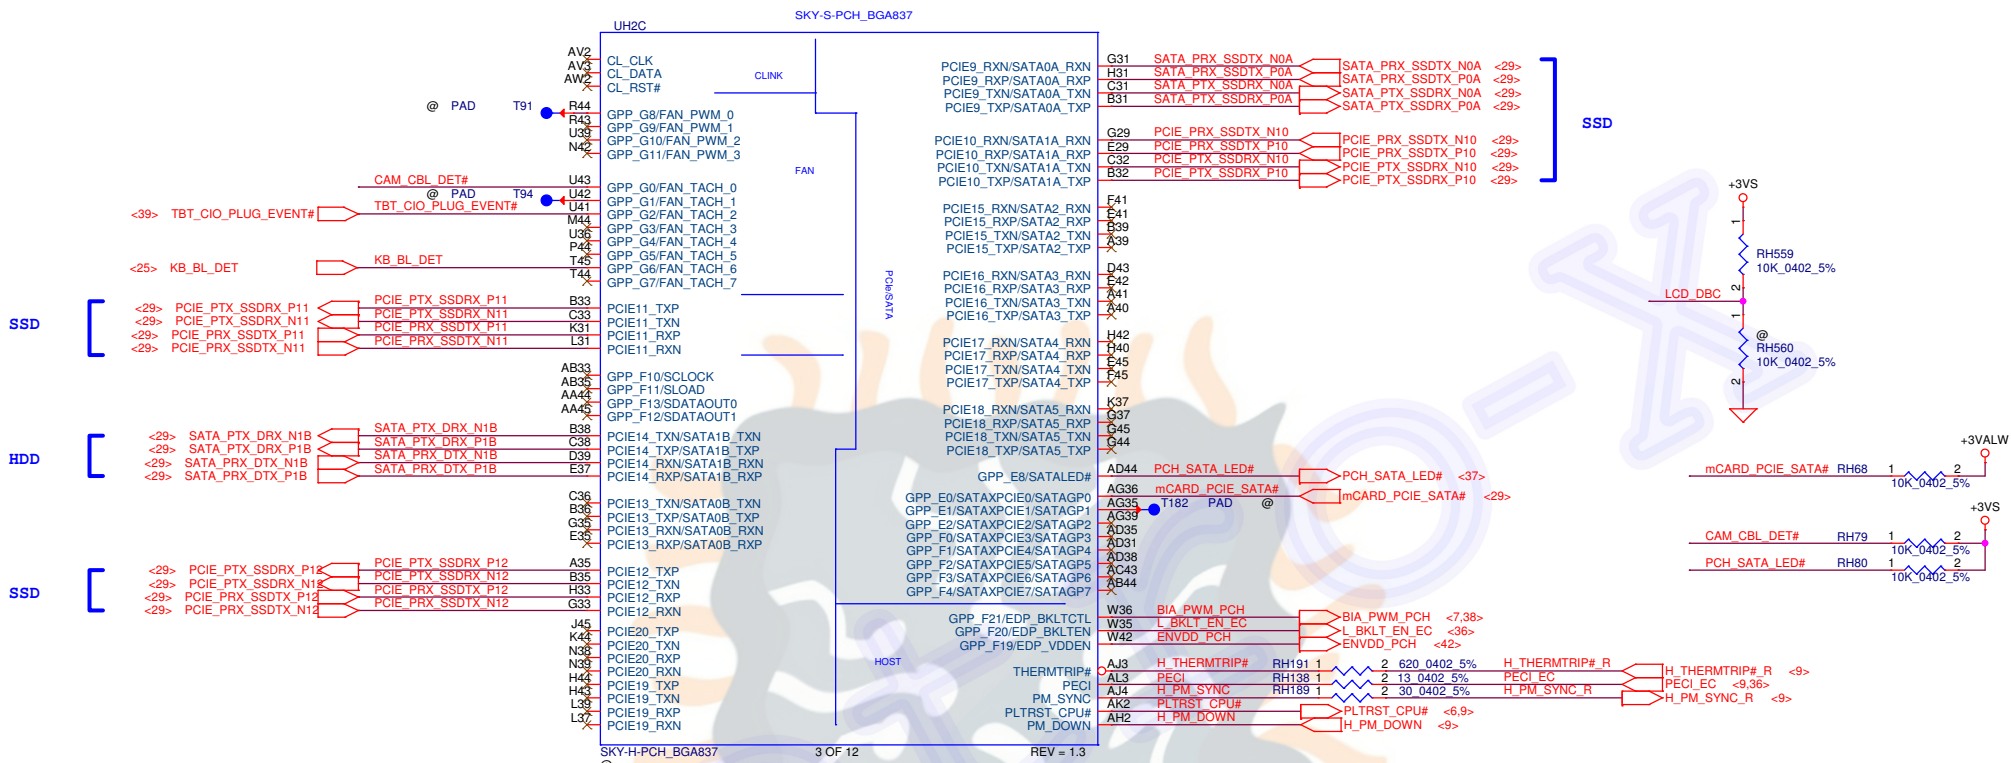 SKY-S-PCH_BGA837
UH2C
AV2 CL_CLK
AV3 CL_DATA
AW2 CL_RST#
CLINK
@ PAD T91 R44 GPP_G8/FAN_PWM_0
R43 GPP_G9/FAN_PWM_1
U39 GPP_G10/FAN_PWM_2
N42 GPP_G11/FAN_PWM_3
FAN
CAM_CBL_DET# U43 GPP_G0/FAN_TACH_0
@ PAD T94 U42 GPP_G1/FAN_TACH_1
<39> TBT_CIO_PLUG_EVENT# TBT_CIO_PLUG_EVENT# U41 GPP_G2/FAN_TACH_2
M44 GPP_G3/FAN_TACH_3
U36 GPP_G4/FAN_TACH_4
P44 GPP_G5/FAN_TACH_5
<25> KB_BL_DET KB_BL_DET T45 GPP_G6/FAN_TACH_6
T44 GPP_G7/FAN_TACH_7
PCIe/SATA
SSD
<29> PCIE_PTX_SSDRX_P11 PCIE_PTX_SSDRX_P11 B33 PCIE11_TXP
<29> PCIE_PTX_SSDRX_N11 PCIE_PTX_SSDRX_N11 C33 PCIE11_TXN
<29> PCIE_PRX_SSDTX_P11 PCIE_PRX_SSDTX_P11 K31 PCIE11_RXP
<29> PCIE_PRX_SSDTX_N11 PCIE_PRX_SSDTX_N11 L31 PCIE11_RXN
AB33 GPP_F10/SCLOCK
AB35 GPP_F11/SLOAD
AA44 GPP_F13/SDATAOUT0
AA45 GPP_F12/SDATAOUT1
HDD
<29> SATA_PTX_DRX_N1B SATA_PTX_DRX_N1B B38 PCIE14_TXN/SATA1B_TXN
<29> SATA_PTX_DRX_P1B SATA_PTX_DRX_P1B C38 PCIE14_TXP/SATA1B_TXP
<29> SATA_PRX_DTX_N1B SATA_PRX_DTX_N1B D39 PCIE14_RXN/SATA1B_RXN
<29> SATA_PRX_DTX_P1B SATA_PRX_DTX_P1B E37 PCIE14_RXP/SATA1B_RXP
C36 PCIE13_TXN/SATA0B_TXN
B36 PCIE13_TXP/SATA0B_TXP
G35 PCIE13_RXN/SATA0B_RXN
E35 PCIE13_RXP/SATA0B_RXP
SSD
<29> PCIE_PTX_SSDRX_P12 PCIE_PTX_SSDRX_P12 A35 PCIE12_TXP
<29> PCIE_PTX_SSDRX_N12 PCIE_PTX_SSDRX_N12 B35 PCIE12_TXN
<29> PCIE_PRX_SSDTX_P12 PCIE_PRX_SSDTX_P12 H33 PCIE12_RXP
<29> PCIE_PRX_SSDTX_N12 PCIE_PRX_SSDTX_N12 G33 PCIE12_RXN
J45 PCIE20_TXP
K44 PCIE20_TXN
N38 PCIE20_RXP
N39 PCIE20_RXN
H44 PCIE19_TXP
H43 PCIE19_TXN
L39 PCIE19_RXP
L37 PCIE19_RXN
HOST
PCIE9_RXN/SATA0A_RXN G31 SATA_PRX_SSDTX_N0A SATA_PRX_SSDTX_N0A <29>
PCIE9_RXP/SATA0A_RXP H31 SATA_PRX_SSDTX_P0A SATA_PRX_SSDTX_P0A <29>
PCIE9_TXN/SATA0A_TXN C31 SATA_PTX_SSDRX_N0A SATA_PTX_SSDRX_N0A <29>
PCIE9_TXP/SATA0A_TXP B31 SATA_PTX_SSDRX_P0A SATA_PTX_SSDRX_P0A <29>
SSD
PCIE10_RXN/SATA1A_RXN G29 PCIE_PRX_SSDTX_N10 PCIE_PRX_SSDTX_N10 <29>
PCIE10_RXP/SATA1A_RXP E29 PCIE_PRX_SSDTX_P10 PCIE_PRX_SSDTX_P10 <29>
PCIE10_TXN/SATA1A_TXN C32 PCIE_PTX_SSDRX_N10 PCIE_PTX_SSDRX_N10 <29>
PCIE10_TXP/SATA1A_TXP B32 PCIE_PTX_SSDRX_P10 PCIE_PTX_SSDRX_P10 <29>
PCIE15_RXN/SATA2_RXN F41
PCIE15_RXP/SATA2_RXP E41
PCIE15_TXN/SATA2_TXN B39
PCIE15_TXP/SATA2_TXP A39
PCIE16_RXN/SATA3_RXN D43
PCIE16_RXP/SATA3_RXP E42
PCIE16_TXN/SATA3_TXN A41
PCIE16_TXP/SATA3_TXP A40
PCIE17_RXN/SATA4_RXN H42
PCIE17_RXP/SATA4_RXP H40
PCIE17_TXN/SATA4_TXN E45
PCIE17_TXP/SATA4_TXP F45
PCIE18_RXN/SATA5_RXN K37
PCIE18_RXP/SATA5_RXP G37
PCIE18_TXN/SATA5_TXN G45
PCIE18_TXP/SATA5_TXP G44
GPP_E8/SATALED# AD44 PCH_SATA_LED# PCH_SATA_LED# <37>
GPP_E0/SATAXPCIE0/SATAGP0 AG36 mCARD_PCIE_SATA# mCARD_PCIE_SATA# <29>
GPP_E1/SATAXPCIE1/SATAGP1 AG35 T182 PAD @
GPP_E2/SATAXPCIE2/SATAGP2 AG39
GPP_F0/SATAXPCIE3/SATAGP3 AD35
GPP_F1/SATAXPCIE4/SATAGP4 AD31
GPP_F2/SATAXPCIE5/SATAGP5 AD38
GPP_F3/SATAXPCIE6/SATAGP6 AC43
GPP_F4/SATAXPCIE7/SATAGP7 AB44
GPP_F21/EDP_BKLTCTL W36 BIA_PWM_PCH BIA_PWM_PCH <7,38>
GPP_F20/EDP_BKLTEN W35 L_BKLT_EN_EC L_BKLT_EN_EC <36>
GPP_F19/EDP_VDDEN W42 ENVDD_PCH ENVDD_PCH <42>
THERMTRIP# AJ3 H_THERMTRIP# RH191 1 2 620_0402_5% H_THERMTRIP#_R H_THERMTRIP#_R <9>
PECI AL3 PECI RH138 1 2 13_0402_5% PECI_EC PECI_EC <9,36>
PM_SYNC AJ4 H_PM_SYNC RH189 1 2 30_0402_5% H_PM_SYNC_R H_PM_SYNC_R <9>
PLTRST_CPU# AK2 PLTRST_CPU# PLTRST_CPU# <6,9>
PM_DOWN AH2 H_PM_DOWN H_PM_DOWN <9>
SKY-H-PCH_BGA837 3 OF 12 REV = 1.3
+3VS
1
RH559
10K_0402_5%
2
LCD_DBC
1
@
RH560
10K_0402_5%
2
+3VALW
mCARD_PCIE_SATA# RH68 1 2
10K_0402_5%
+3VS
CAM_CBL_DET# RH79 1 2
10K_0402_5%
PCH_SATA_LED# RH80 1 2
10K_0402_5%